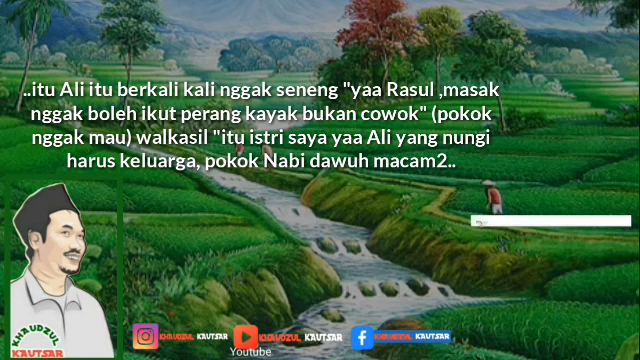 ..itu Ali itu berkali kali nggak seneng "yaa Rasul ,masak
nggak boleh ikut perang kayak bukan cowok" (pokok
nggak mau) walkasil "itu istri saya yaa Ali yang nungi
harus keluarga, pokok Nabi dawuh macam2..
KHAUDZUL
KAUTSAR
KHAUDZUL KAUTSAR
KHAUDZUL KAUTSAR
KHAUDZUL KAUTSAR
Youtube